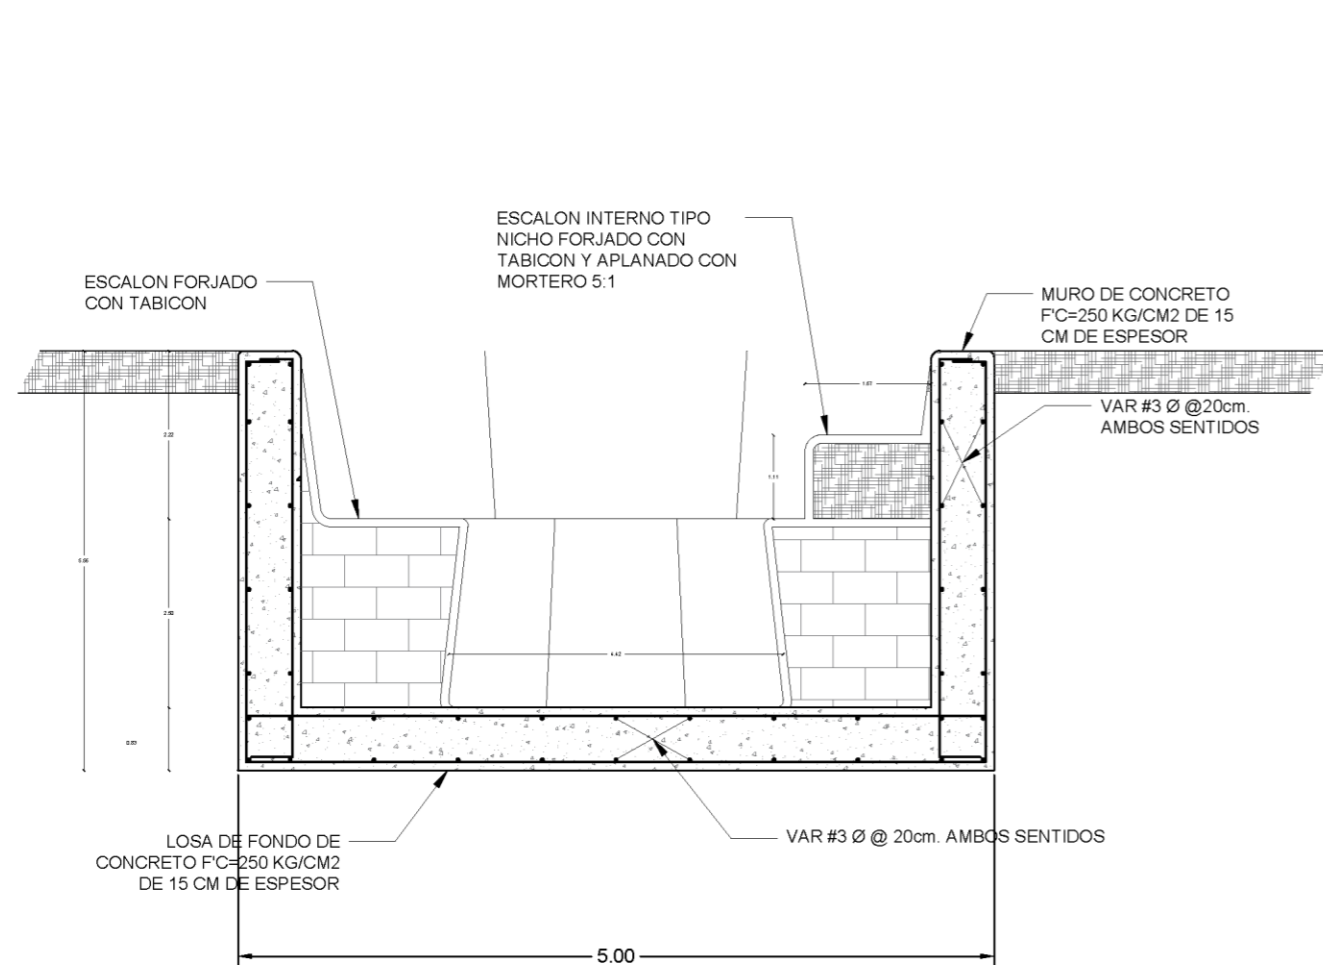 ESCALON INTERNO TIPO
NICHO FORJADO CON
TABICON Y APLANADO CON
MORTERO 5:1
ESCALON FORJADO
CON TABICON
MURO DE CONCRETO
F'C=250 KG/CM2 DE 15
CM DE ESPESOR
VAR #3 Ø @20cm.
AMBOS SENTIDOS
VAR #3 Ø @ 20cm. AMBOS SENTIDOS
LOSA DE FONDO DE
CONCRETO F'C=250 KG/CM2
DE 15 CM DE ESPESOR
5.00